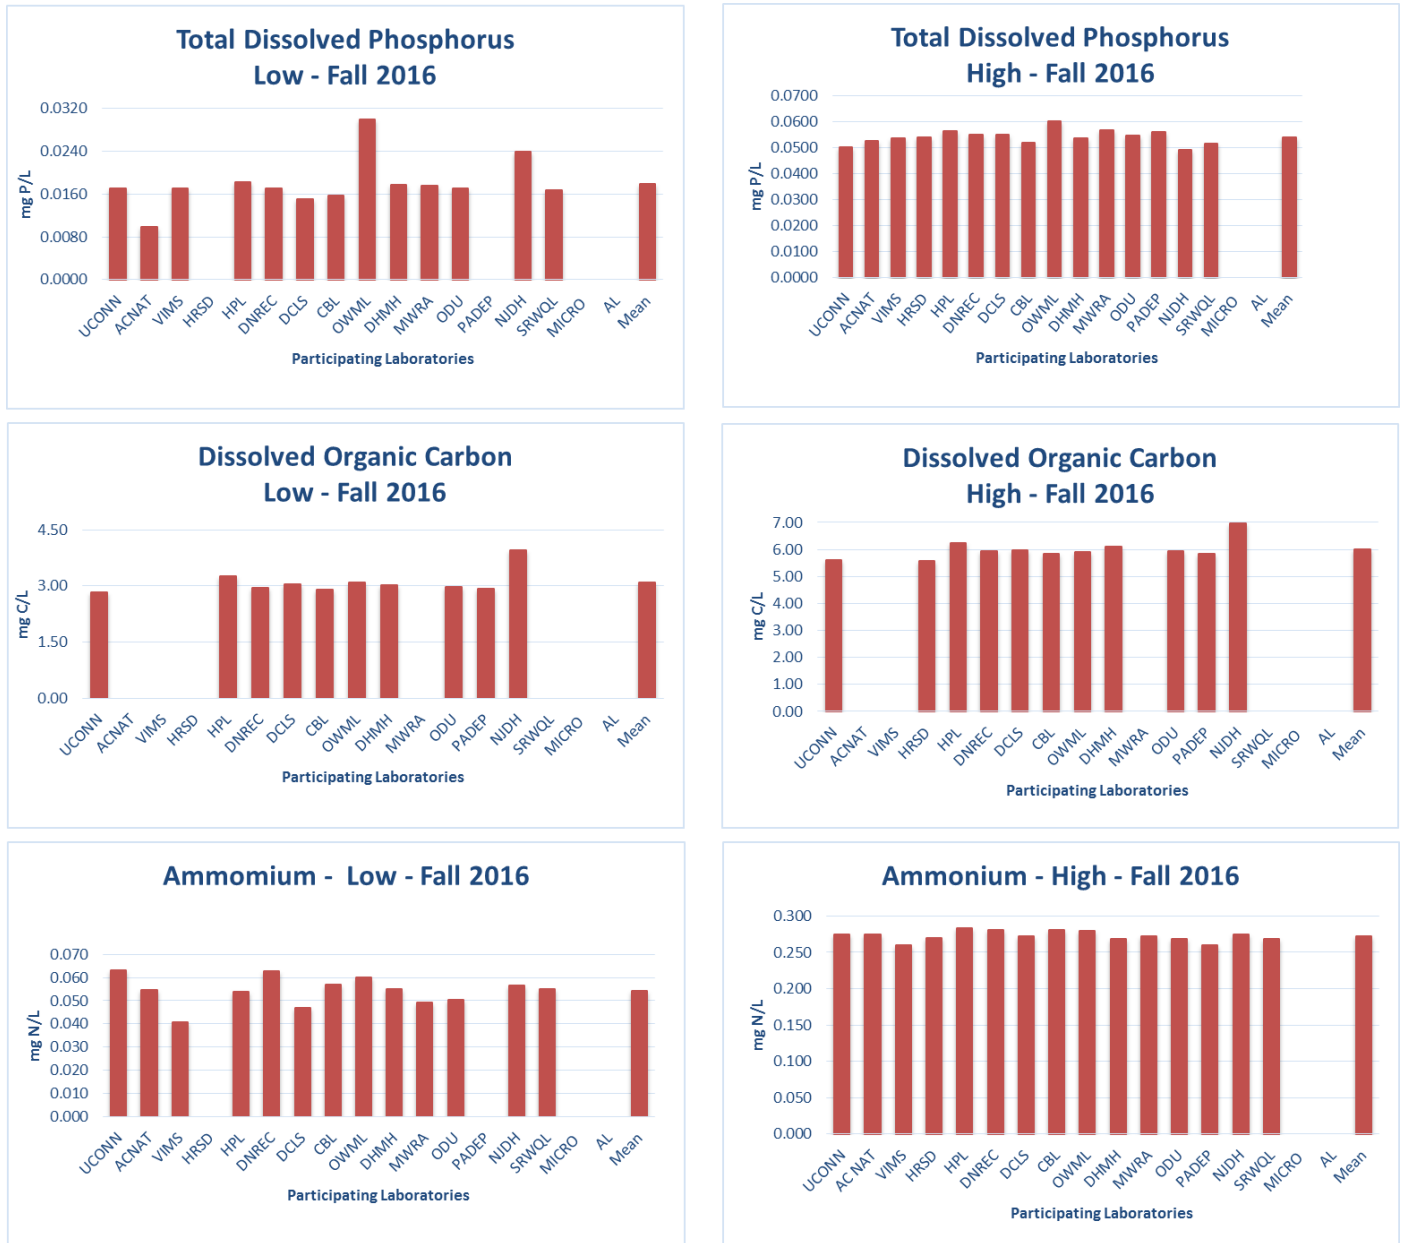 Total Dissolved Phosphorus
Low - Fall 2016
0.0320
0.0240
0.0160
0.0080
0.0000
mg P/L
UCONN
ACNAT
VIMS
HRSD
HPL
DNREC
DCLS
CBL
OWML
DHMH
MWRA
ODU
PADEP
NJDH
SRWQL
MICRO
AL
Mean
Participating Laboratories
Total Dissolved Phosphorus
High - Fall 2016
0.0700
0.0600
0.0500
0.0400
0.0300
0.0200
0.0100
0.0000
mg P/L
UCONN
ACNAT
VIMS
HRSD
HPL
DNREC
DCLS
CBL
OWML
DHMH
MWRA
ODU
PADEP
NJDH
SRWQL
MICRO
AL
Mean
Participating Laboratories
Dissolved Organic Carbon
Low - Fall 2016
4.50
3.00
1.50
0.00
mg C/L
UCONN
ACNAT
VIMS
HRSD
HPL
DNREC
DCLS
CBL
OWML
DHMH
MWRA
ODU
PADEP
NJDH
SRWQL
MICRO
AL
Mean
Participating Laboratories
Dissolved Organic Carbon
High - Fall 2016
7.00
6.00
5.00
4.00
3.00
2.00
1.00
0.00
mg C/L
UCONN
ACNAT
VIMS
HRSD
HPL
DNREC
DCLS
CBL
OWML
DHMH
MWRA
ODU
PADEP
NJDH
SRWQL
MICRO
AL
Mean
Participating Laboratories
Ammomium - Low - Fall 2016
0.070
0.060
0.050
0.040
0.030
0.020
0.010
0.000
mg N/L
UCONN
ACNAT
VIMS
HRSD
HPL
DNREC
DCLS
CBL
OWML
DHMH
MWRA
ODU
PADEP
NJDH
SRWQL
MICRO
AL
Mean
Participating Laboratories
Ammonium - High - Fall 2016
0.300
0.250
0.200
0.150
0.100
0.050
0.000
mg N/L
UCONN
AC NAT
VIMS
HRSD
HPL
DNREC
DCLS
CBL
OWML
DHMH
MWRA
ODU
PADEP
NJDH
SRWQL
MICRO
AL
Mean
Participating Laboratories